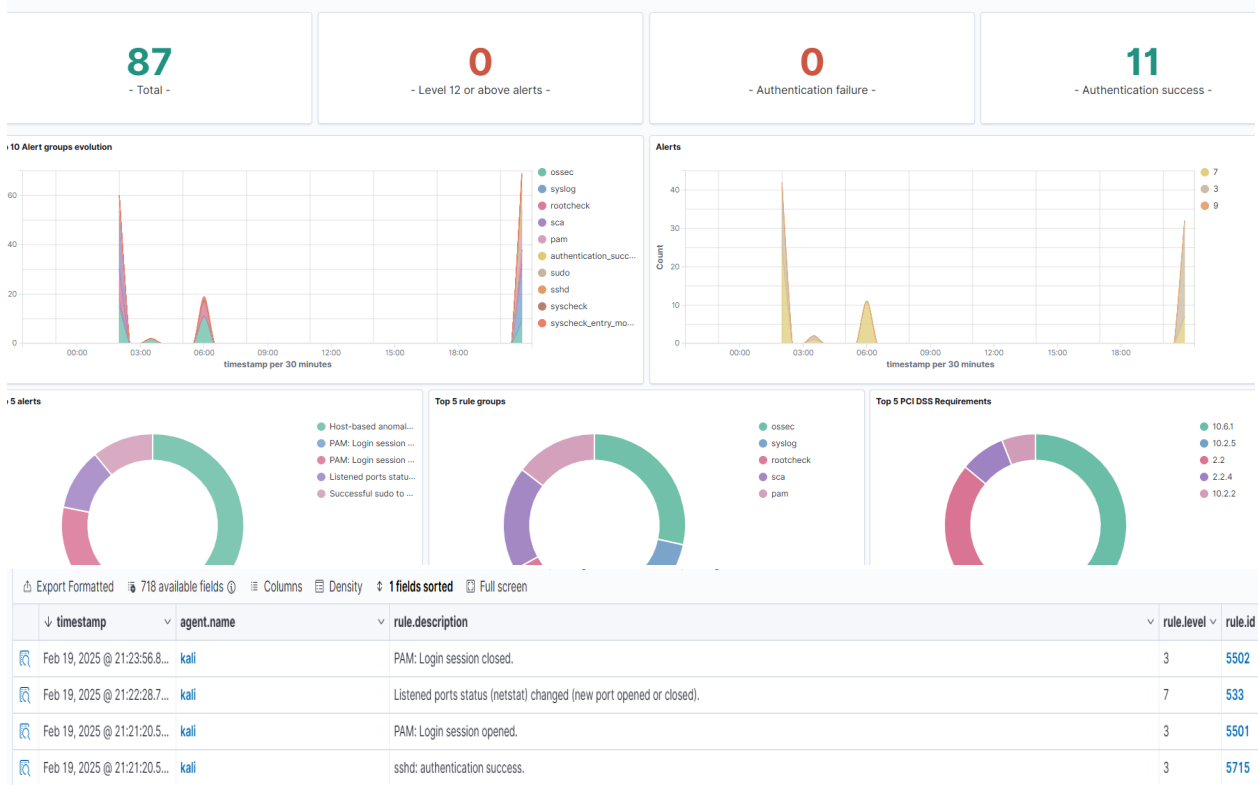 87
- Total -
0
- Level 12 or above alerts -
0
- Authentication failure -
11
- Authentication success -
10 Alert groups evolution
60
40
20
0
00:00 03:00 06:00 09:00 12:00 15:00 18:00
timestamp per 30 minutes
ossec
syslog
rootcheck
sca
pam
authentication_succ...
sudo
sshd
syscheck
syscheck_entry_mo...
Alerts
Count
40
30
20
10
0
00:00 03:00 06:00 09:00 12:00 15:00 18:00
timestamp per 30 minutes
7
3
9
5 alerts
Host-based anomal...
PAM: Login session ...
PAM: Login session ...
Listened ports statu...
Successful sudo to ...
Top 5 rule groups
ossec
syslog
rootcheck
sca
pam
Top 5 PCI DSS Requirements
10.6.1
10.2.5
2.2
2.2.4
10.2.2
Export Formatted 718 available fields Columns Density 1 fields sorted Full screen
timestamp agent.name rule.description rule.level rule.id
Feb 19, 2025 @ 21:23:56.8... kali PAM: Login session closed. 3 5502
Feb 19, 2025 @ 21:22:28.7... kali Listened ports status (netstat) changed (new port opened or closed). 7 533
Feb 19, 2025 @ 21:21:20.5... kali PAM: Login session opened. 3 5501
Feb 19, 2025 @ 21:21:20.5... kali sshd: authentication success. 3 5715